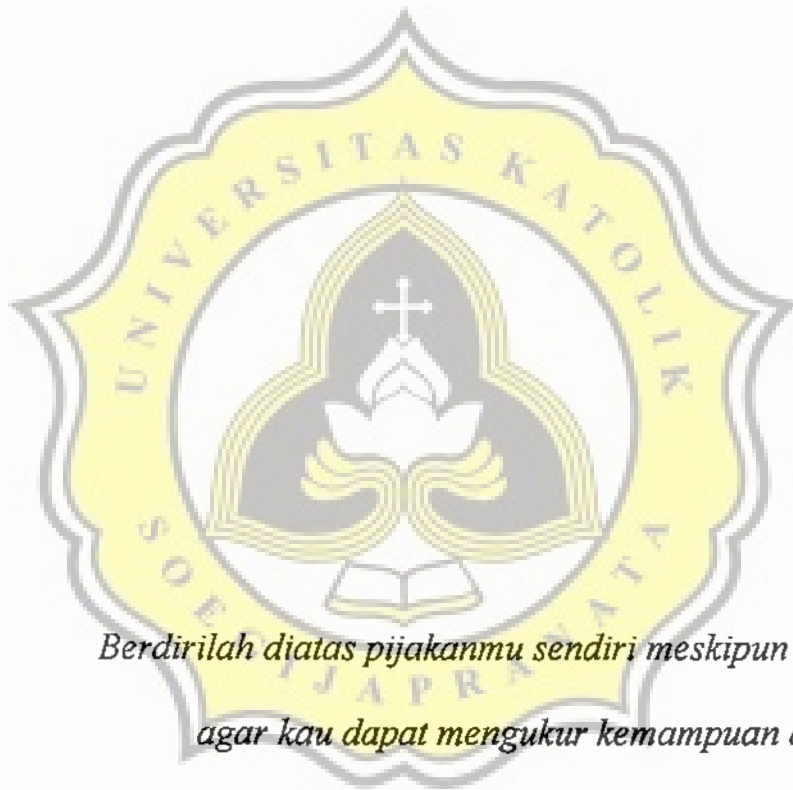 UNIVERSITAS KATOLIK
SOEGIJAPRANATA
Berdirilah diatas pijakanmu sendiri meskipun
agar kau dapat mengukur kemampuan